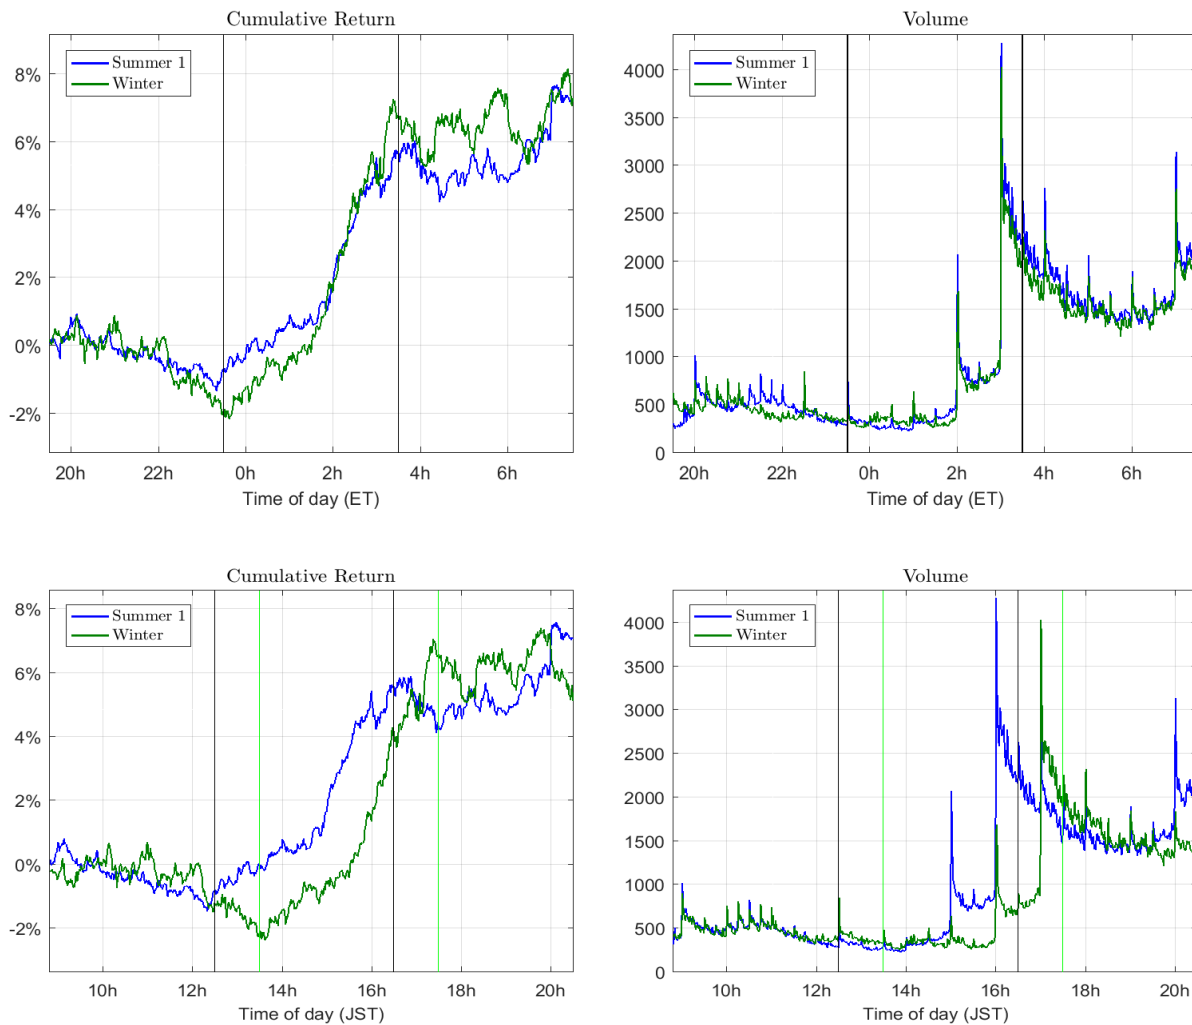 Cumulative Return
Summer 1
Winter
8%
6%
4%
2%
0%
-2%
20h 22h 0h 2h 4h 6h
Time of day (ET)
Volume
Summer 1
Winter
4000
3500
3000
2500
2000
1500
1000
500
0
20h 22h 0h 2h 4h 6h
Time of day (ET)
Cumulative Return
Summer 1
Winter
8%
6%
4%
2%
0%
-2%
10h 12h 14h 16h 18h 20h
Time of day (JST)
Volume
Summer 1
Winter
4000
3500
3000
2500
2000
1500
1000
500
0
10h 12h 14h 16h 18h 20h
Time of day (JST)